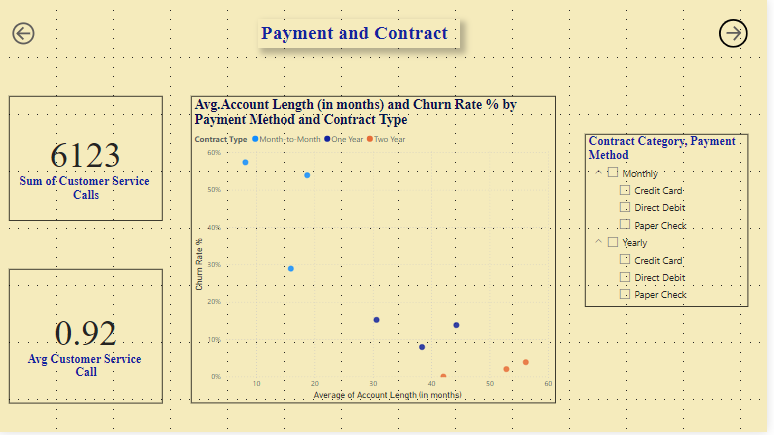 Payment and Contract
6123
Sum of Customer Service
Calls
0.92
Avg Customer Service
Call
Avg.Account Length (in months) and Churn Rate % by
Payment Method and Contract Type
Contract Type Month-to-Month One Year Two Year
Churn Rate %
60%
50%
40%
30%
20%
10%
0%
10 20 30 40 50 60
Average of Account Length (in months)
Contract Category, Payment
Method
Monthly
Credit Card
Direct Debit
Paper Check
Yearly
Credit Card
Direct Debit
Paper Check